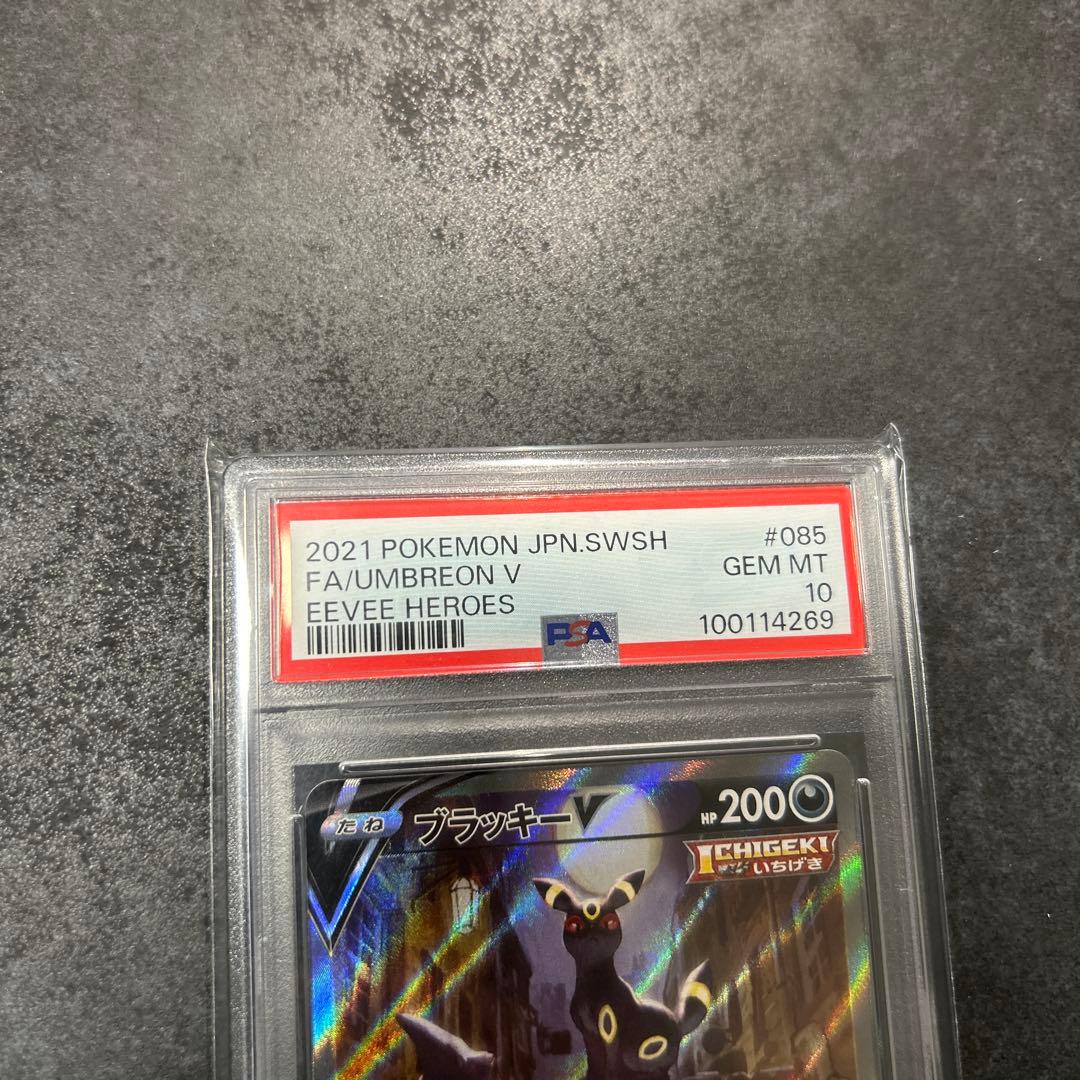 2021 POKEMON JPN.SWSH
FA/UMBREON V
EEVEE HEROES
#085
GEM MT
10
100114269
PSA
たね
ブラッキーV
HP 200
ICHIGEKI
いちげき